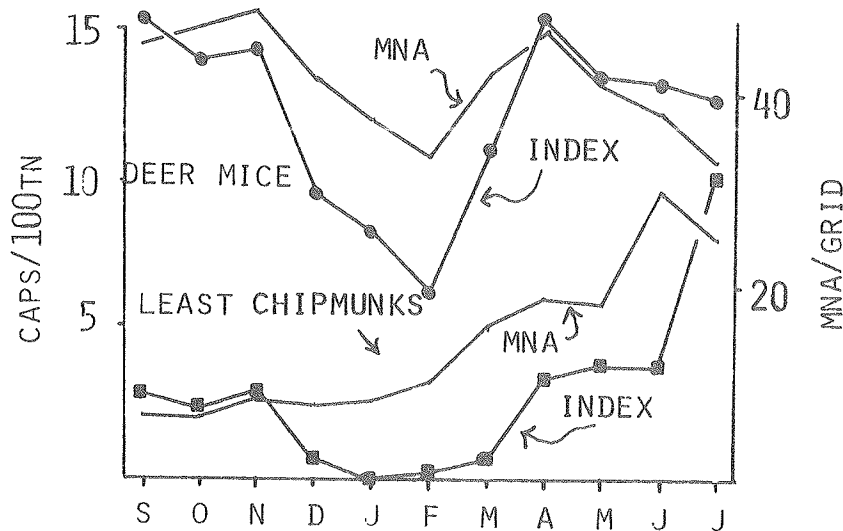 15
MNA
40
INDEX
10
DEER MICE
CAPS/100TN
MNA/GRID
20
LEAST CHIPMUNKS
5
MNA
INDEX
S O N D J F M A M J J